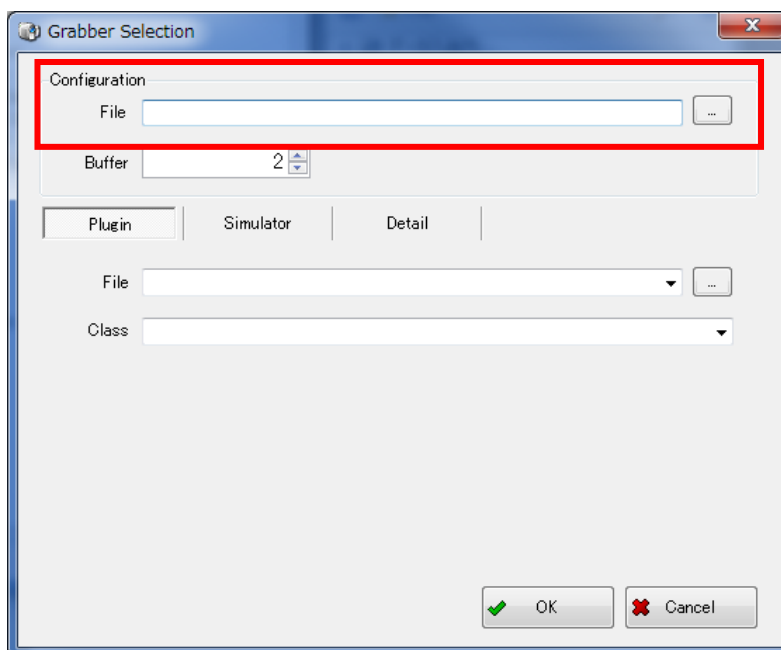 Grabber Selection
Configuration
File
...
Buffer
2
Plugin Simulator Detail
File
...
Class
OK Cancel